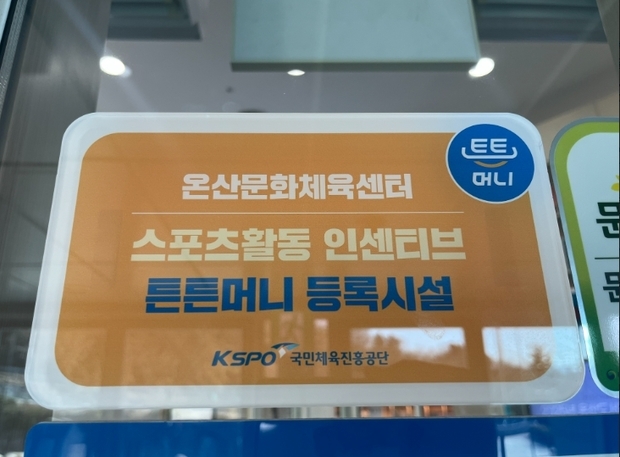 튼튼
머니
온산문화체육센터
스포츠활동 인센티브
튼튼머니 등록시설
KSPO 국민체육진흥공단
문
문